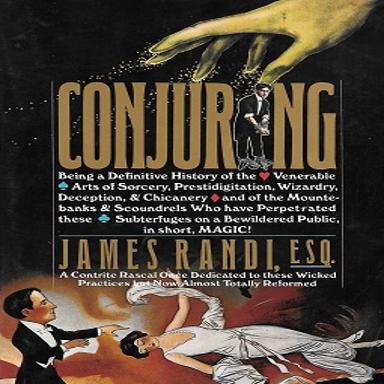 CONJURING
Being a Definitive History of the Venerable
Arts of Sorcery, Prestidigitation, Wizardry,
Deception, & Chicanery and of the Mounte-
banks & Scoundrels Who have Perpetrated
these Subterfuges on a Bewildered Public,
in short, MAGIC!
JAMES RANDI, ESQ.
A Contrite Rascal Once Dedicated to these Wicked
Practices but Now Almost Totally Reformed